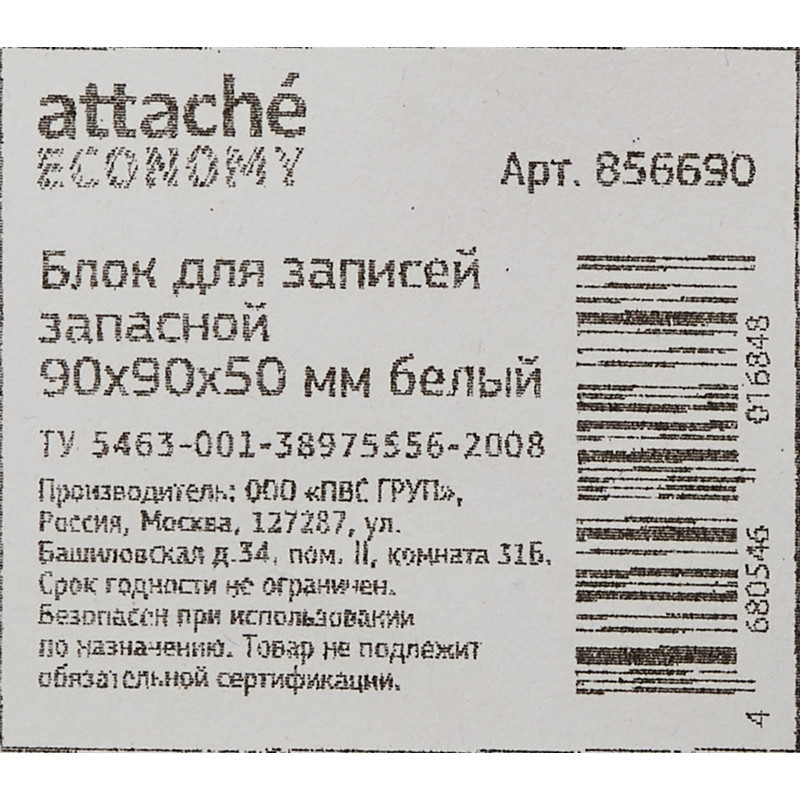 attaché
ECONOMY
Арт. 856690
Блок для записей
запасной
90х90х50 мм белый
ТУ 5463-001-38975556-2008
Производитель: ООО «ПВС ГРУП»,
Россия, Москва, 127287, ул.
Башиловская д.34, пом. II, комната 31Б.
Срок годности не ограничен.
Безопасен при использовании
по назначению. Товар не подлежит
обязательной сертификации.
4 680546 016848